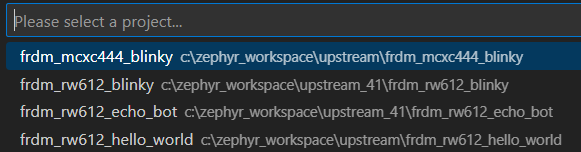 Please select a project...
frdm_mcxc444_blinky c:\zephyr_workspace\upstream\frdm_mcxc444_blinky
frdm_rw612_blinky c:\zephyr_workspace\upstream_41\frdm_rw612_blinky
frdm_rw612_echo_bot c:\zephyr_workspace\upstream_41\frdm_rw612_echo_bot
frdm_rw612_hello_world c:\zephyr_workspace\upstream\frdm_rw612_hello_world